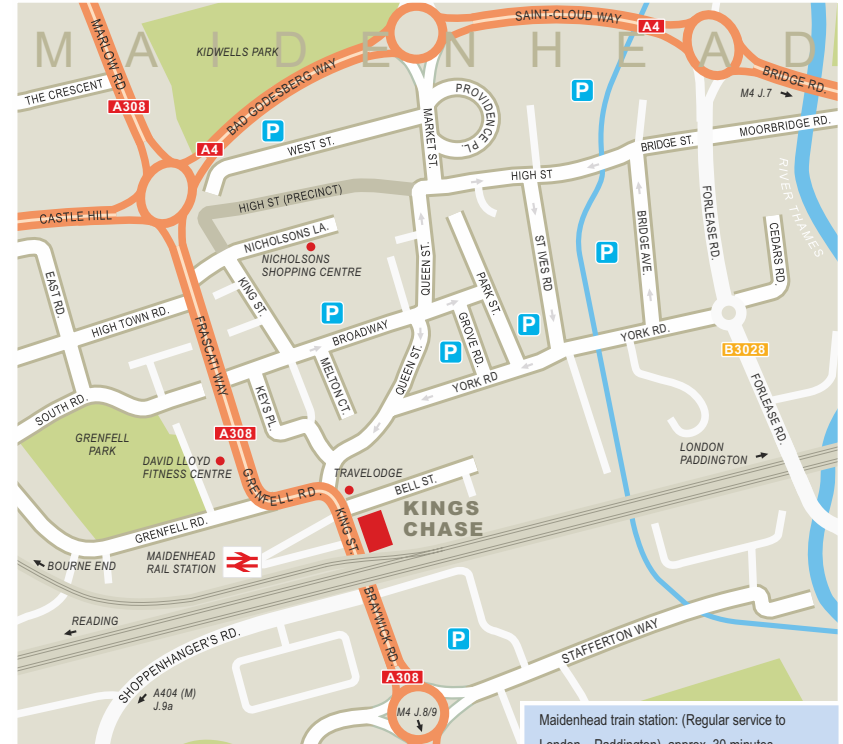 MAIDENHEAD
MARLOW RD.
KIDWELLS PARK
SAINT-CLOUD WAY
A4
BRIDGE RD.
M4 J.7
THE CRESCENT
A308
BAD GODESBERG WAY
A4
P
P
PROVIDENCE PL.
MARKET ST.
WEST ST.
MOORBRIDGE RD.
BRIDGE ST.
HIGH ST
HIGH ST (PRECINCT)
CASTLE HILL
RIVER THAMES
FORLEASE RD.
BRIDGE AVE.
CEDARS RD.
ST IVES RD
NICHOLSONS LA.
NICHOLSONS
SHOPPING CENTRE
QUEEN ST.
P
EAST RD.
KING ST.
PARK ST.
HIGH TOWN RD.
FRASCATI WAY
P
BROADWAY
GROVE RD.
P
P
YORK RD.
B3028
MELTON CT.
QUEEN ST.
YORK RD
KEYS PL.
SOUTH RD.
FORLEASE RD.
GRENFELL
PARK
A308
DAVID LLOYD
FITNESS CENTRE
LONDON
PADDINGTON
TRAVELODGE
GRENFELL RD.
BELL ST.
KINGS
CHASE
KING ST.
GRENFELL RD.
MAIDENHEAD
RAIL STATION
BOURNE END
READING
BRAYWICK RD.
P
STAFFERTON WAY
SHOPPENHANGER'S RD.
A308
A404 (M)
J.9a
M4 J.8/9
Maidenhead train station: (Regular service to
London – Paddington), approx. 30 minutes